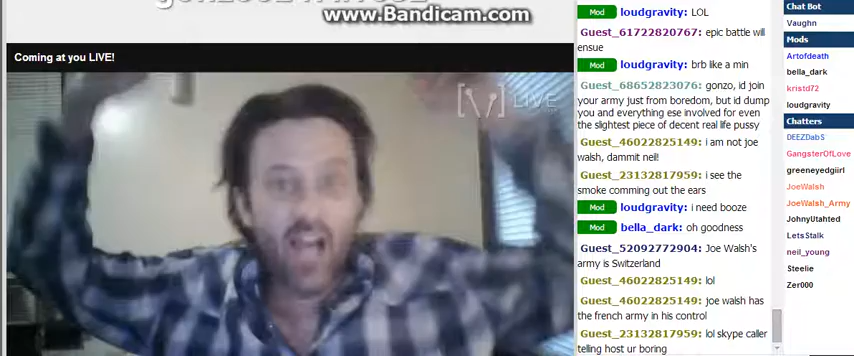 www.Bandicam.com
Coming at you LIVE!
LIVE
Mod loudgravity: LOL
Guest_61722820767: epic battle will
ensue
Mod loudgravity: brb like a min
Guest_68652823076: gonzo, id join
your army just from boredom, but id dump
you and everything ese involved for even
the slightest piece of decent real life pussy
Guest_46022825149: i am not joe
walsh, dammit neil!
Guest_23132817959: i see the
smoke comming out the ears
Mod loudgravity: i need booze
Mod bella_dark: oh goodness
Guest_52092772904: Joe Walsh's
army is Switzerland
Guest_46022825149: lol
Guest_46022825149: joe walsh has
the french army in his control
Guest_23132817959: lol skype caller
telling host ur boring
Chat Bot
Vaughn
Mods
Artofdeath
bella_dark
kristd72
loudgravity
Chatters
DEEZDabS
GangsterOfLove
greeneyedgiirl
JoeWalsh
JoeWalsh_Army
JohnyUtahted
LetsStalk
neil_young
Steelie
Zer000